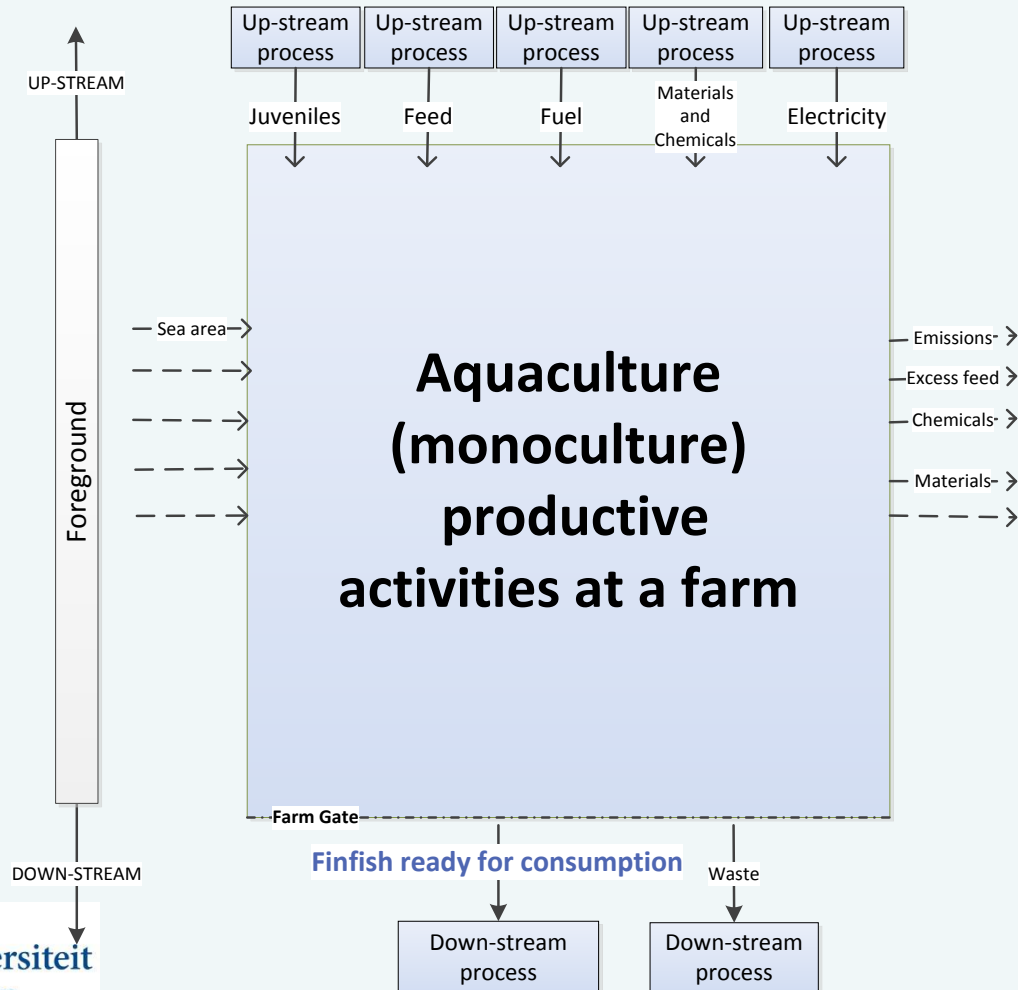 Up-stream
process
Up-stream
process
Up-stream
process
Up-stream
process
Up-stream
process
UP-STREAM
Juveniles
Feed
Fuel
Materials
and
Chemicals
Electricity
Foreground
Sea area
Aquaculture
(monoculture)
productive
activities at a farm
Emissions
Excess feed
Chemicals
Materials
Farm Gate
Finfish ready for consumption
Waste
DOWN-STREAM
Down-stream
process
Down-stream
process
ersiteit